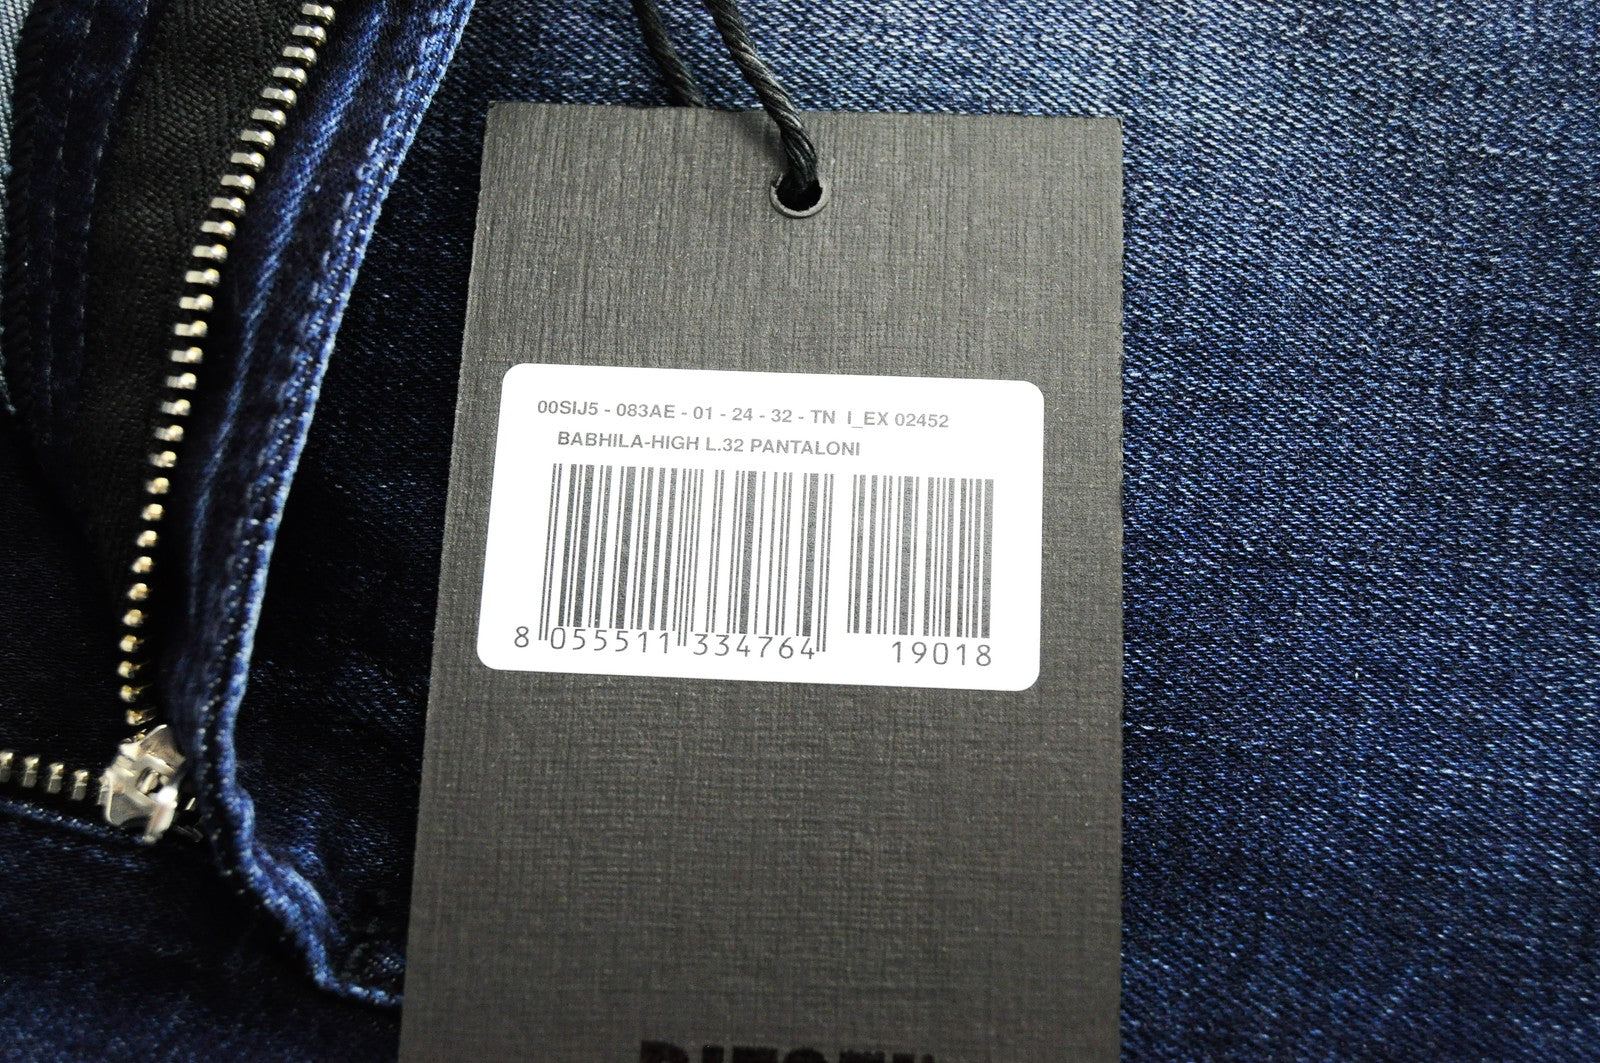 00SIJ5 - 083AE - 01 - 24 - 32 - TN I_EX 02452
BABHILA-HIGH L.32 PANTALONI
8 055511 334764 19018